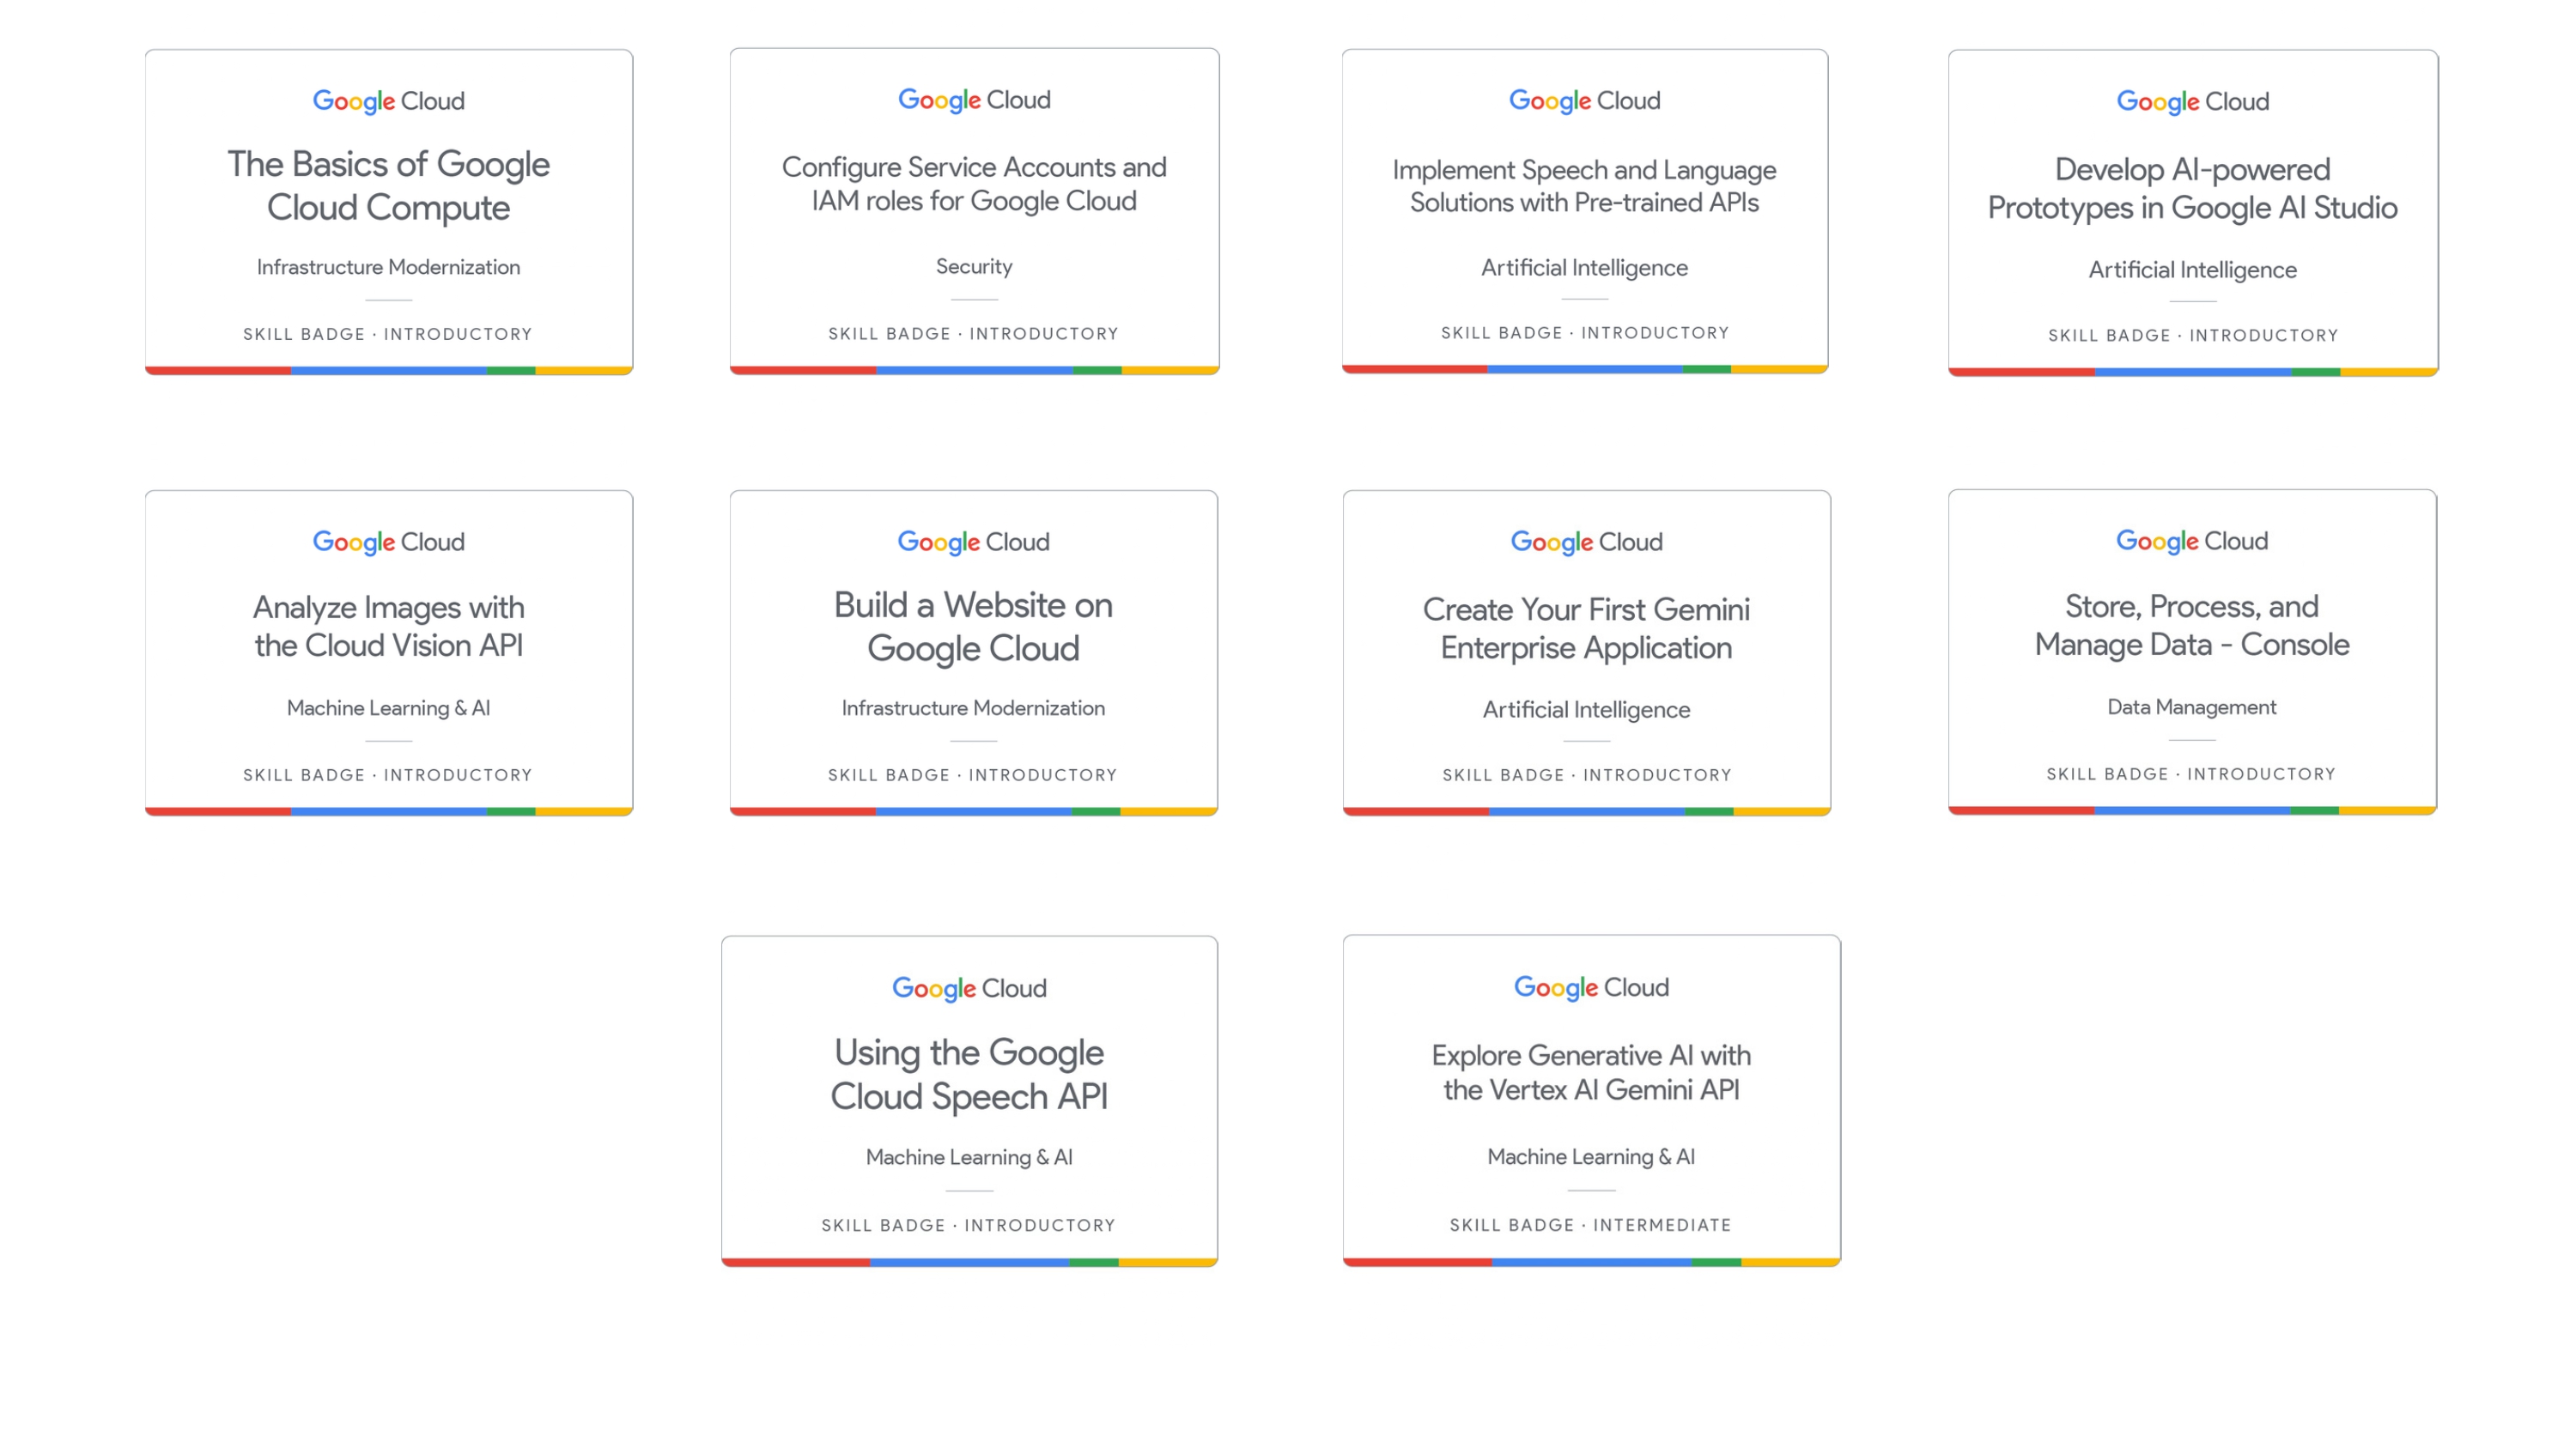 Google Cloud
The Basics of Google
Cloud Compute
Infrastructure Modernization
SKILL BADGE · INTRODUCTORY
Google Cloud
Configure Service Accounts and
IAM roles for Google Cloud
Security
SKILL BADGE · INTRODUCTORY
Google Cloud
Implement Speech and Language
Solutions with Pre-trained APIs
Artificial Intelligence
SKILL BADGE · INTRODUCTORY
Google Cloud
Develop AI-powered
Prototypes in Google AI Studio
Artificial Intelligence
SKILL BADGE · INTRODUCTORY
Google Cloud
Analyze Images with
the Cloud Vision API
Machine Learning & AI
SKILL BADGE · INTRODUCTORY
Google Cloud
Build a Website on
Google Cloud
Infrastructure Modernization
SKILL BADGE · INTRODUCTORY
Google Cloud
Create Your First Gemini
Enterprise Application
Artificial Intelligence
SKILL BADGE · INTRODUCTORY
Google Cloud
Store, Process, and
Manage Data - Console
Data Management
SKILL BADGE · INTRODUCTORY
Google Cloud
Using the Google
Cloud Speech API
Machine Learning & AI
SKILL BADGE · INTRODUCTORY
Google Cloud
Explore Generative AI with
the Vertex AI Gemini API
Machine Learning & AI
SKILL BADGE · INTERMEDIATE